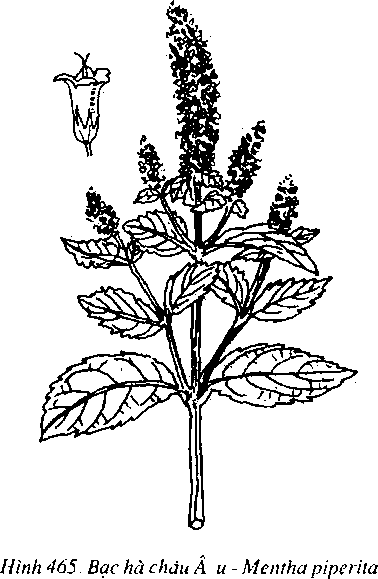 Hình 465. Bạc hà châu Â u - Mentha piperita